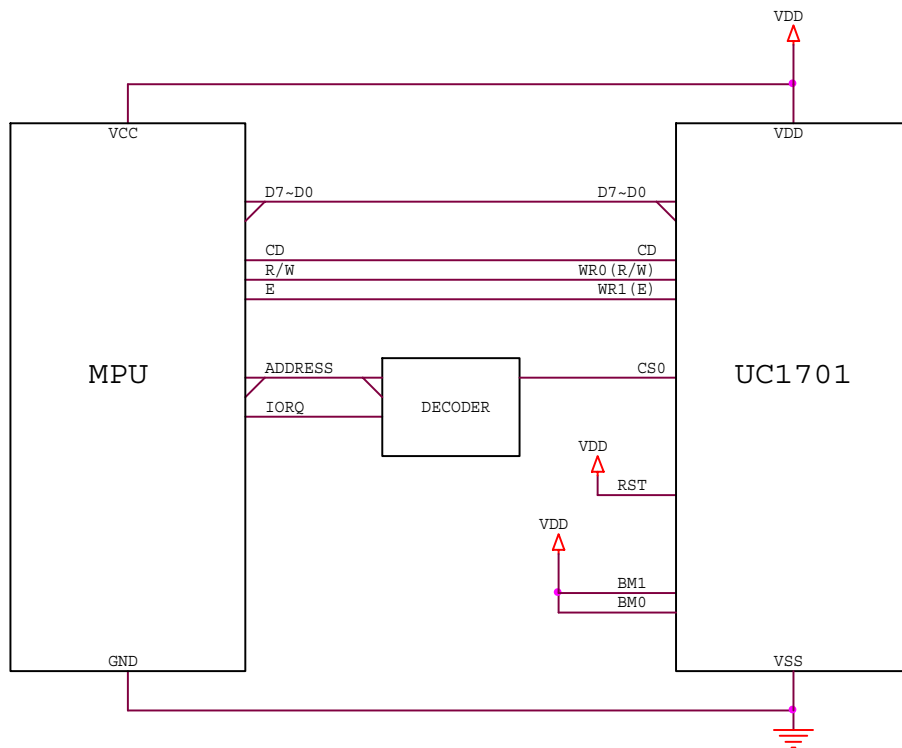 VDD
VCC VDD
D7~D0 D7~D0
CD CD
R/W WR0(R/W)
E WR1(E)
MPU ADDRESS CS0 UC1701
IORQ DECODER
VDD
RST
VDD
BM1
BM0
GND VSS